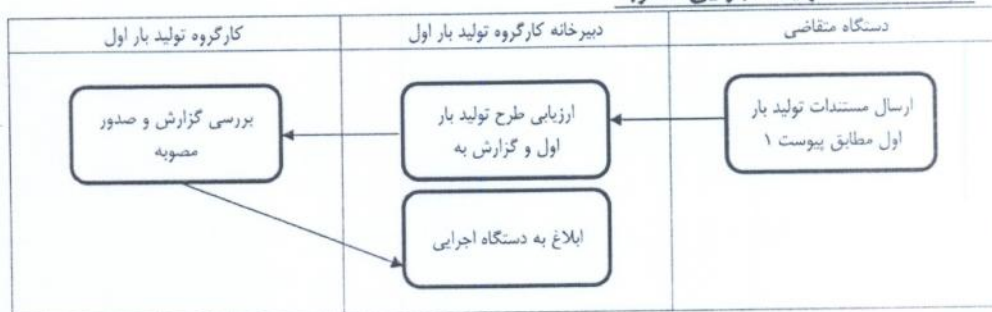 دستگاه متقاضی
دبیرخانه کارگروه تولید بار اول
کارگروه تولید بار اول
ارسال مستندات تولید بار
اول مطابق پیوست ۱
ارزیابی طرح تولید بار
اول و گزارش به
بررسی گزارش و صدور
مصوبه
ابلاغ به دستگاه اجرایی